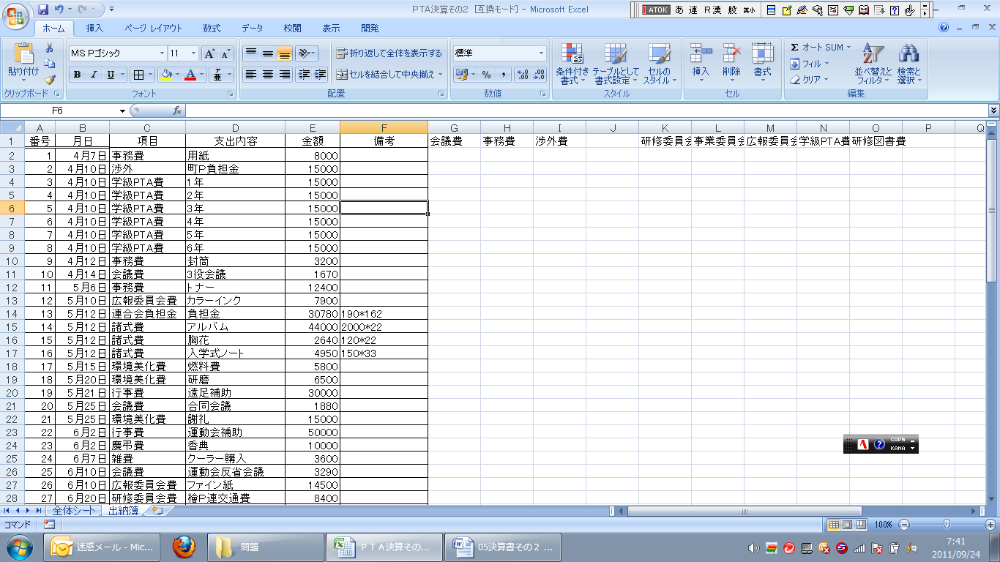 PTA決算その2 [互換モード] - Microsoft Excel
ATOK あ 連 R漢 般 英小
ホーム 挿入 ページ レイアウト 数式 データ 校閲 表示 開発
貼り付け
クリップボード
MS Pゴシック 11
B I U
フォント
折り返して全体を表示する
セルを結合して中央揃え
配置
標準
数値
条件付き書式 テーブルとして書式設定 セルのスタイル
スタイル
挿入 削除 書式
セル
Σ オート SUM
フィル
クリア
並べ替えとフィルタ 検索と選択
編集
F6 fx
A B C D E F G H I J K L M N O P Q
1 番号 月日 項目 支出内容 金額 備考 会議費 事務費 渉外費 研修委員会 事業委員会 広報委員会 学級PTA費 研修図書費
2 1 4月7日 事務費 用紙 8000
3 2 4月10日 渉外 町P負担金 15000
4 3 4月10日 学級PTA費 1年 15000
5 4 4月10日 学級PTA費 2年 15000
6 5 4月10日 学級PTA費 3年 15000
7 6 4月10日 学級PTA費 4年 15000
8 7 4月10日 学級PTA費 5年 15000
9 8 4月10日 学級PTA費 6年 15000
10 9 4月12日 事務費 封筒 3200
11 10 4月14日 会議費 3役会議 1670
12 11 5月6日 事務費 トナー 12400
13 12 5月10日 広報委員会費 カラーインク 7900
14 13 5月12日 連合会負担金 負担金 30780 190*162
15 14 5月12日 諸式費 アルバム 44000 2000*22
16 15 5月12日 諸式費 胸花 2640 120*22
17 16 5月12日 諸式費 入学式ノート 4950 150*33
18 17 5月15日 環境美化費 燃料費 5800
19 18 5月20日 環境美化費 研磨 6500
20 19 5月21日 行事費 遠足補助 30000
21 20 5月25日 会議費 合同会議 1880
22 21 5月25日 環境美化費 謝礼 15000
23 22 6月2日 行事費 運動会補助 50000
24 23 6月2日 慶弔費 香典 10000
25 24 6月7日 雑費 クーラー購入 3600
26 25 6月10日 会議費 運動会反省会議 3290
27 26 6月10日 広報委員会費 ファイン紙 14500
28 27 6月20日 研修委員会費 檜P連交通費 8400
CAPS
KANA
全体シート 出納簿
コマンド 100%
迷惑メール - Mic... 問題 PTA決算その... 05決算書その2 ...
7:41
2011/09/24